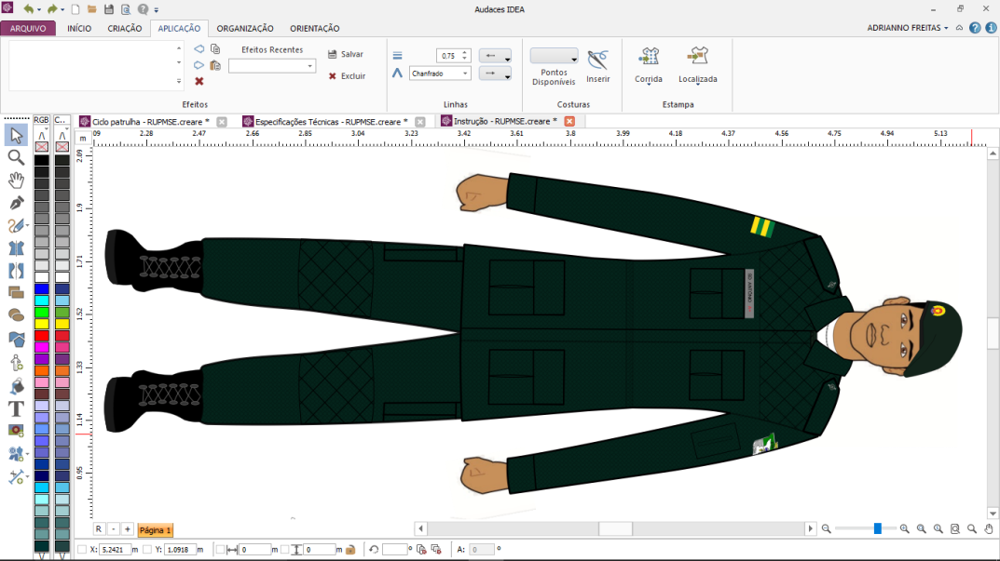 Audaces IDEA
ARQUIVO INÍCIO CRIAÇÃO APLICAÇÃO ORGANIZAÇÃO ORIENTAÇÃO ADRIANNO FREITAS
Efeitos Recentes
Salvar
Excluir
Efeitos
0,75
Chanfrado
Linhas
Pontos
Disponíveis
Inserir
Costuras
Corrida
Localizada
Estampa
RGB C..
Ciclo patrulha - RUPMSE.creare *
Especificações Técnicas - RUPMSE.creare *
Instrução - RUPMSE.creare *
m
09 2.28 2.47 2.66 2.85 3.04 3.23 3.42 3.61 3.8 3.99 4.18 4.37 4.56 4.75 4.94 5.13
2.09
1.9
1.71
1.52
1.33
1.14
0.95
R - + Página 1
X: 5.2421 m Y: 1.0918 m 0 m 0 m º A: 0 º